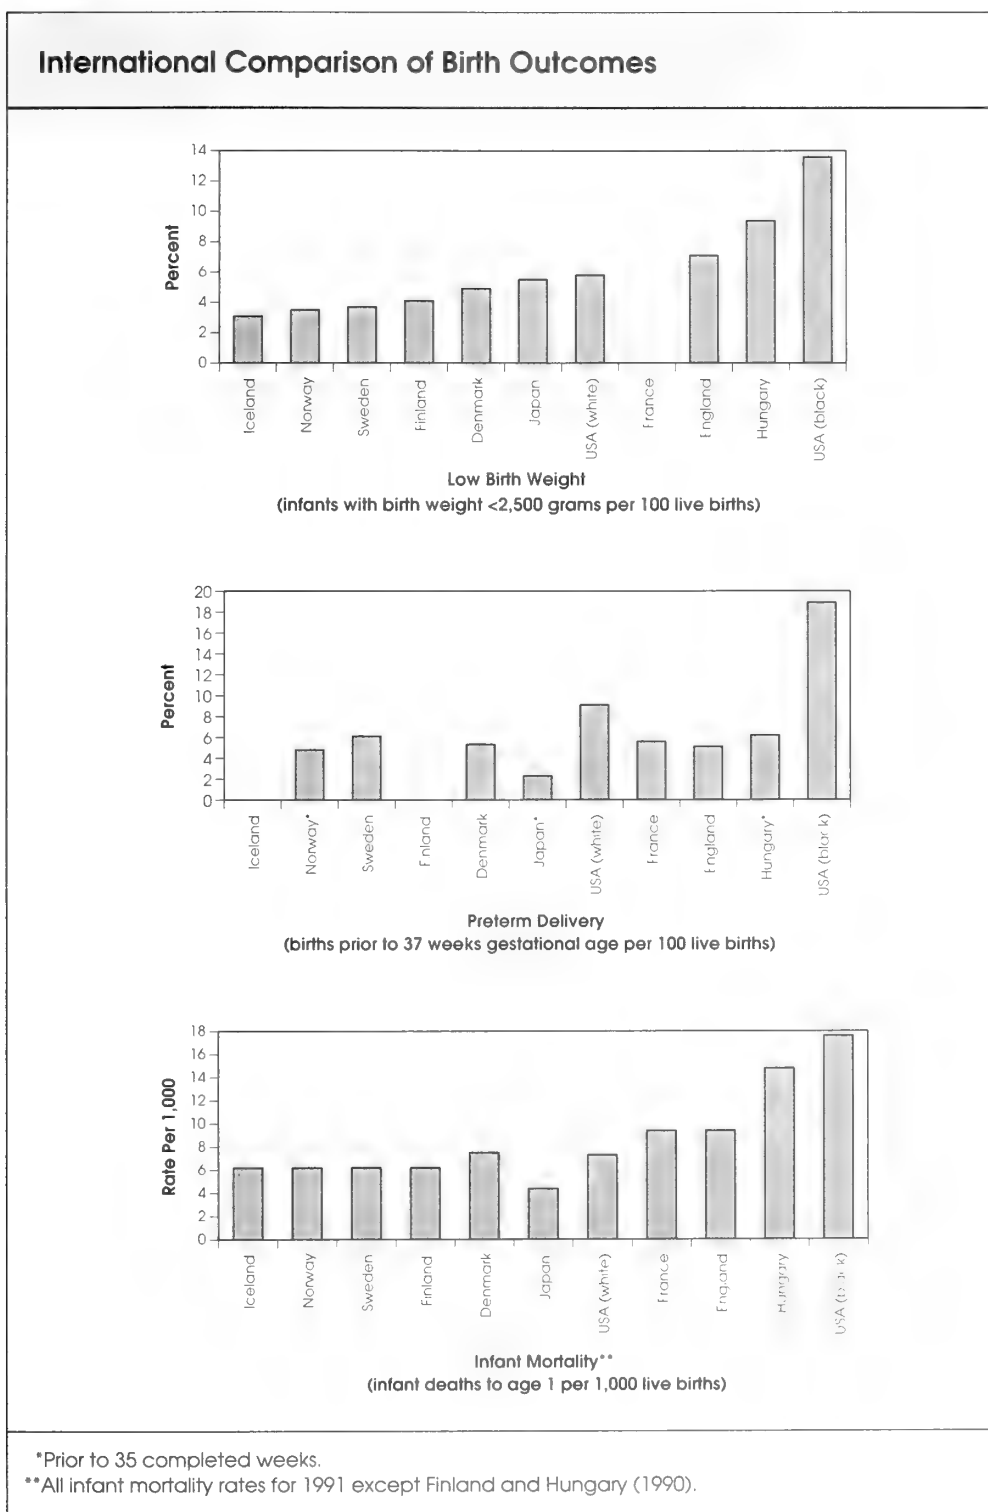 International Comparison of Birth Outcomes
14
12
10
8
6
4
2
0
Percent
Iceland
Norway
Sweden
Finland
Denmark
Japan
USA (white)
France
England
Hungary
USA (black)
Low Birth Weight
(infants with birth weight <2,500 grams per 100 live births)
20
18
16
14
12
10
8
6
4
2
0
Percent
Iceland
Norway*
Sweden
Finland
Denmark
Japan*
USA (white)
France
England
Hungary*
USA (black)
Preterm Delivery
(births prior to 37 weeks gestational age per 100 live births)
18
16
14
12
10
8
6
4
2
0
Rate Per 1,000
Iceland
Norway
Sweden
Finland
Denmark
Japan
USA (white)
France
England
Hungary
USA (black)
Infant Mortality**
(infant deaths to age 1 per 1,000 live births)
*Prior to 35 completed weeks.
**All infant mortality rates for 1991 except Finland and Hungary (1990).